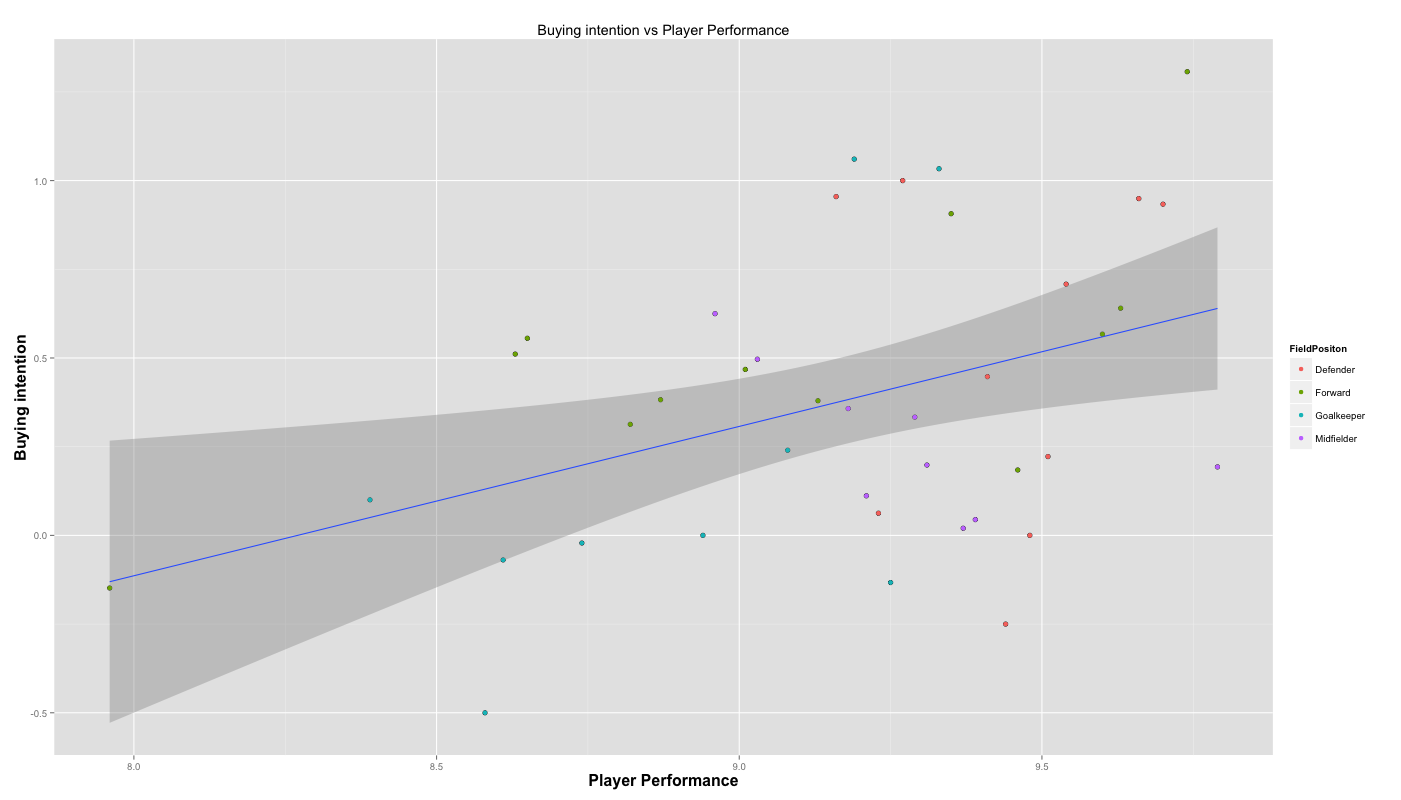 Buying intention vs Player Performance
Buying intention
1.0
0.5
0.0
-0.5
8.0
8.5
9.0
9.5
Player Performance
FieldPositon
Defender
Forward
Goalkeeper
Midfielder